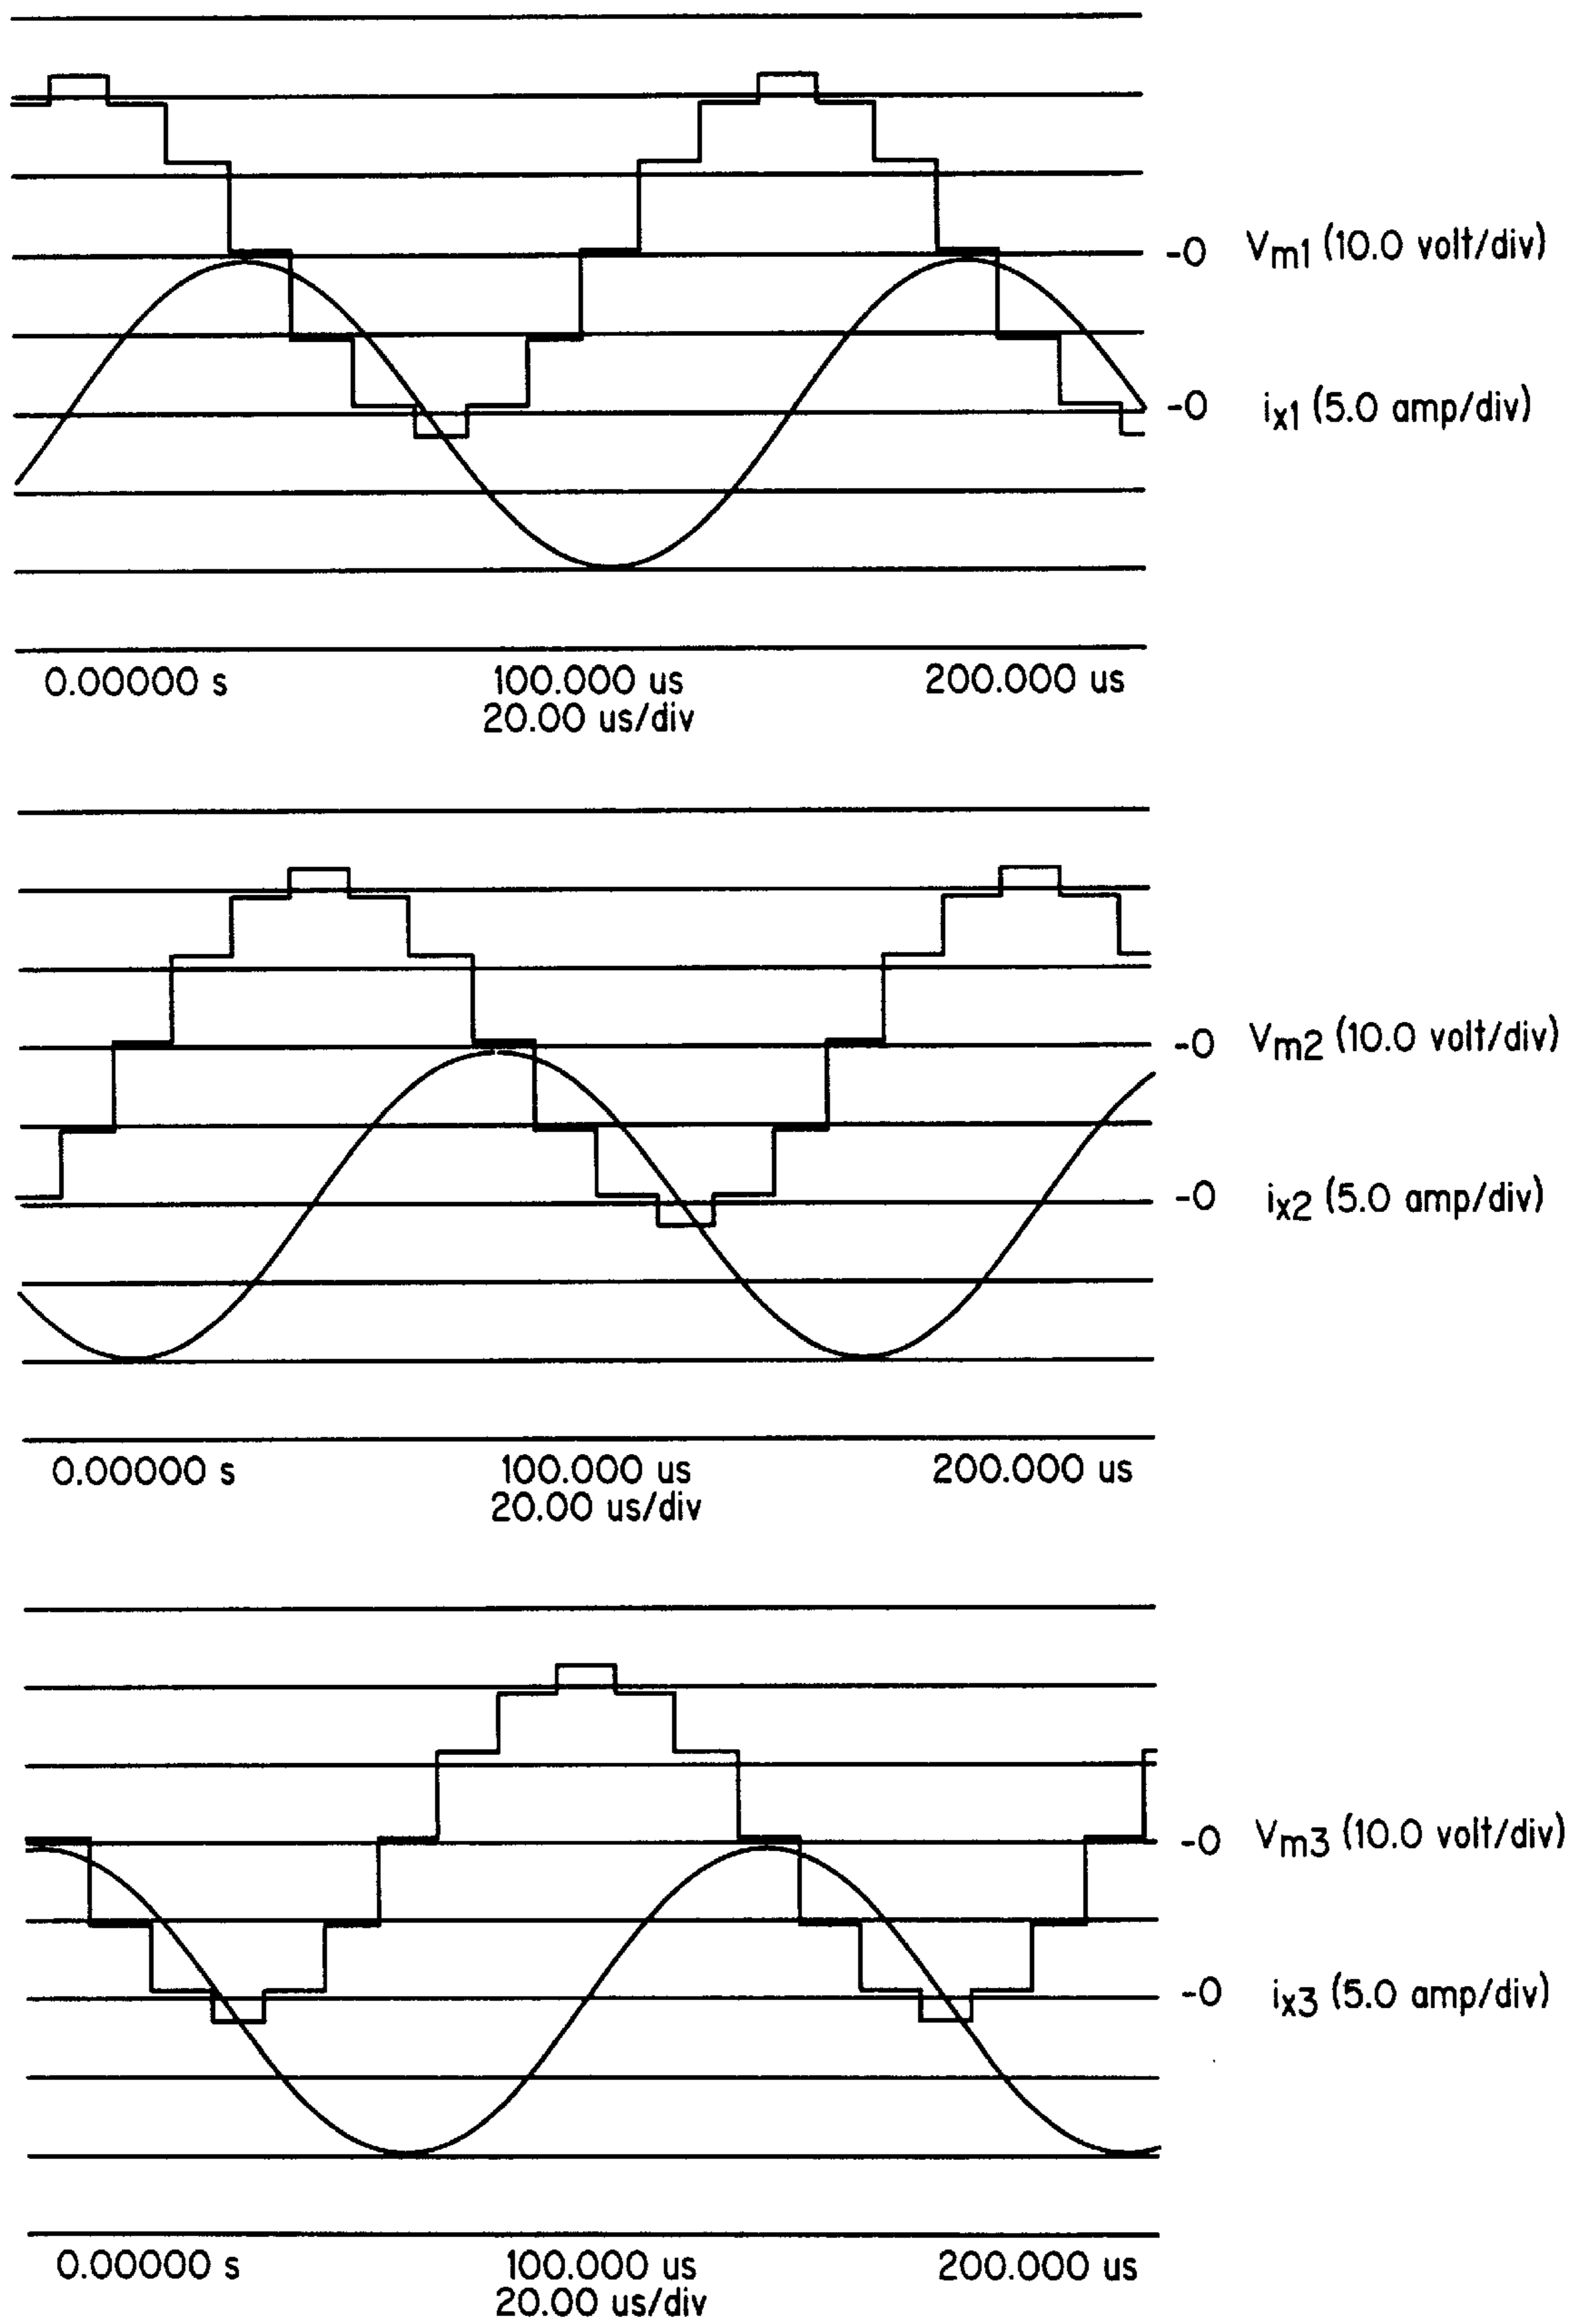 -0 Vm1 (10.0 volt/div)
-0 ix1 (5.0 amp/div)
0.00000 s 100.000 us 200.000 us
20.00 us/div
-0 Vm2 (10.0 volt/div)
-0 ix2 (5.0 amp/div)
0.00000 s 100.000 us 200.000 us
20.00 us/div
-0 Vm3 (10.0 volt/div)
-0 ix3 (5.0 amp/div)
0.00000 s 100.000 us 200.000 us
20.00 us/div